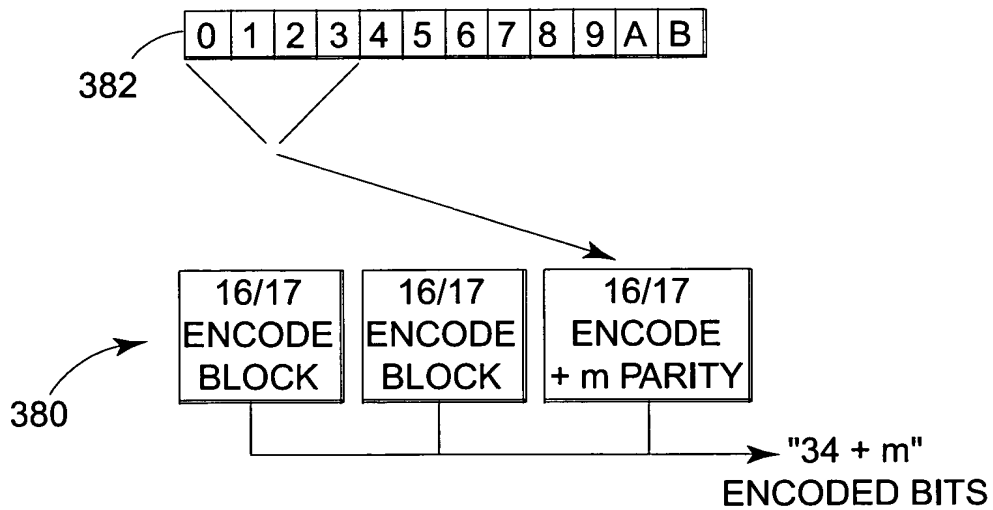 0 1 2 3 4 5 6 7 8 9 A B
382
16/17
ENCODE
BLOCK
16/17
ENCODE
BLOCK
16/17
ENCODE
+ m PARITY
380
"34 + m"
ENCODED BITS